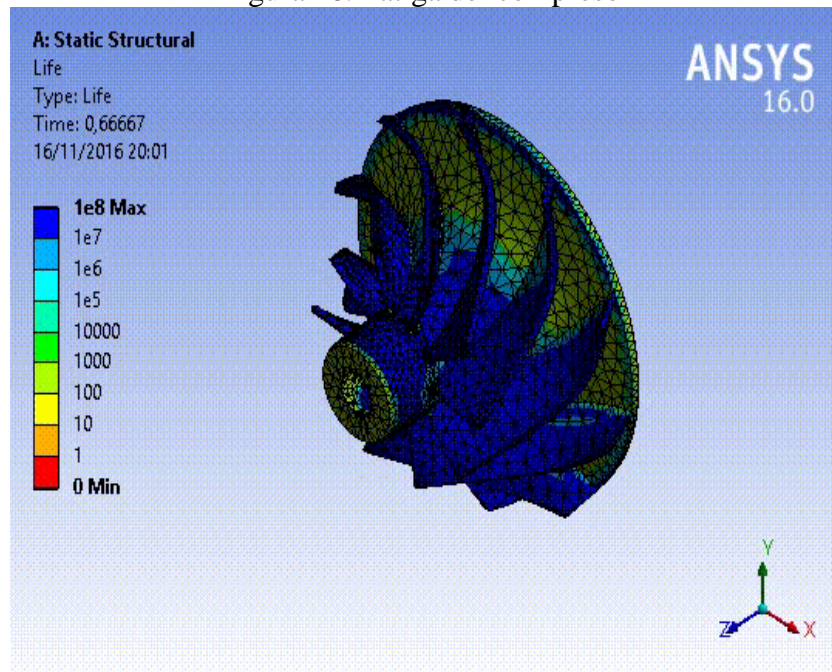 A: Static Structural
Life
Type: Life
Time: 0,66667
16/11/2016 20:01
ANSYS
16.0
1e8 Max
1e7
1e6
1e5
10000
1000
100
10
1
0 Min
Y
Z
X